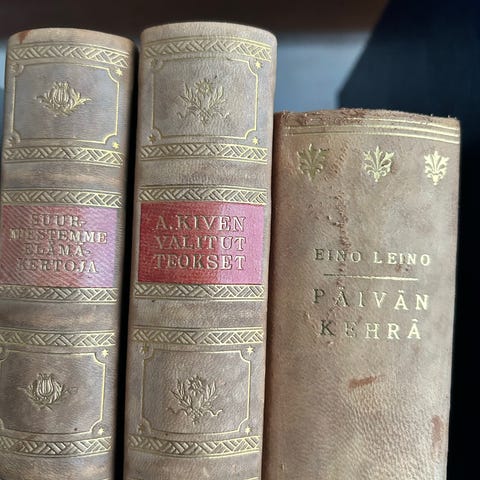 SUUR-
MIESTEMME
ELÄMÄ-
KERTOJA
A. KIVEN
VALITUT
TEOKSET
EINO LEINO
PÄIVÄN
KEHRÄ